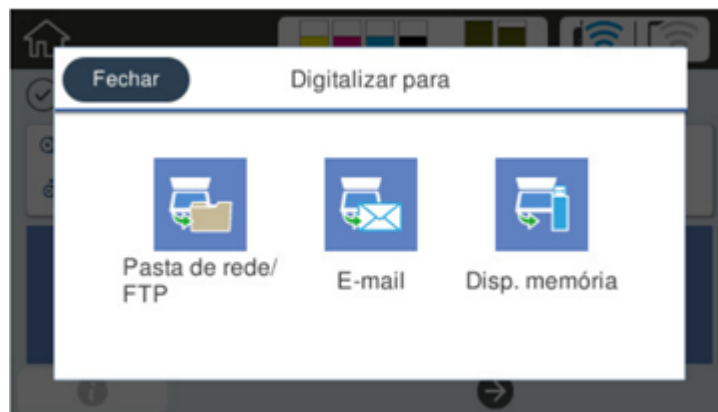 Fechar
Digitalizar para
Pasta de rede/
FTP
E-mail
Disp. memória